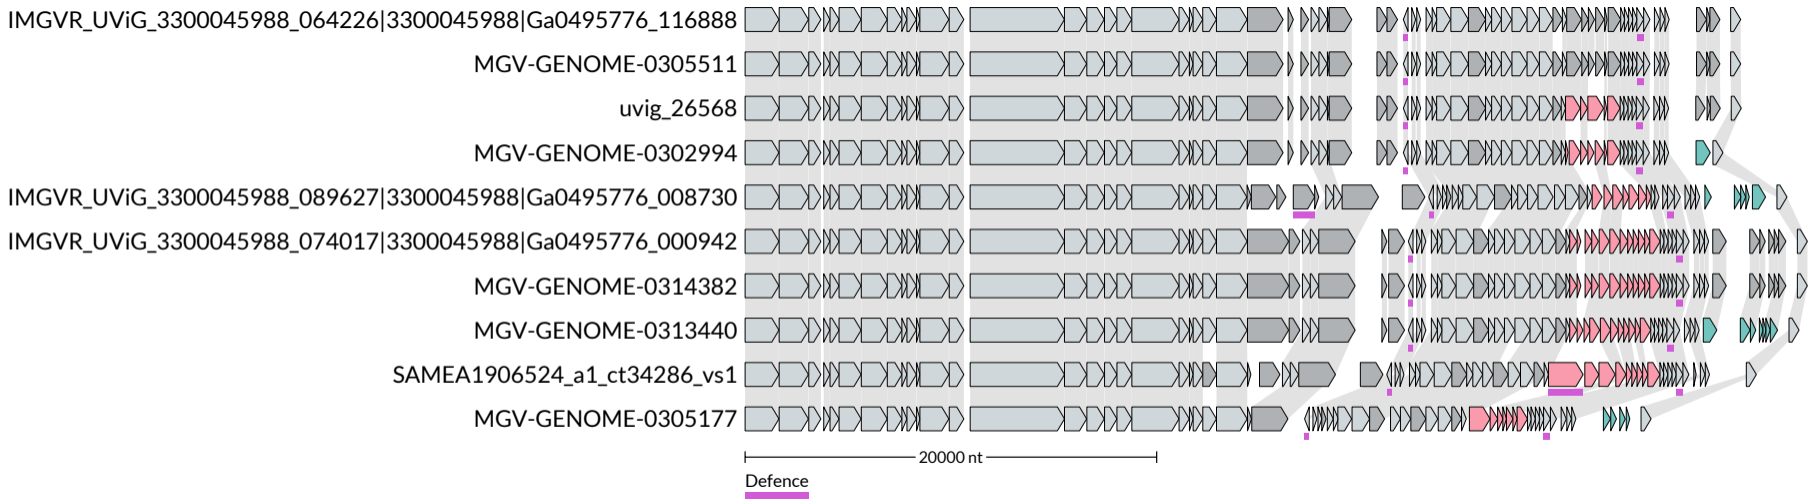 IMGVR_UViG_3300045988_064226|3300045988|Ga0495776_116888
MGV-GENOME-0305511
uvig_26568
MGV-GENOME-0302994
IMGVR_UViG_3300045988_089627|3300045988|Ga0495776_008730
IMGVR_UViG_3300045988_074017|3300045988|Ga0495776_000942
MGV-GENOME-0314382
MGV-GENOME-0313440
SAMEA1906524_a1_ct34286_vs1
MGV-GENOME-0305177
20000 nt
Defence